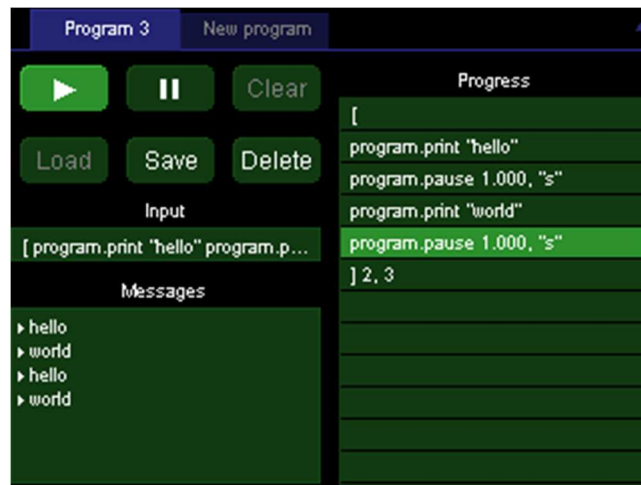 Program 3
New program
Clear
Load
Save
Delete
Input
[ program.print "hello" program.p...
Messages
hello
world
hello
world
Progress
[
program.print "hello"
program.pause 1.000, "s"
program.print "world"
program.pause 1.000, "s"
] 2, 3